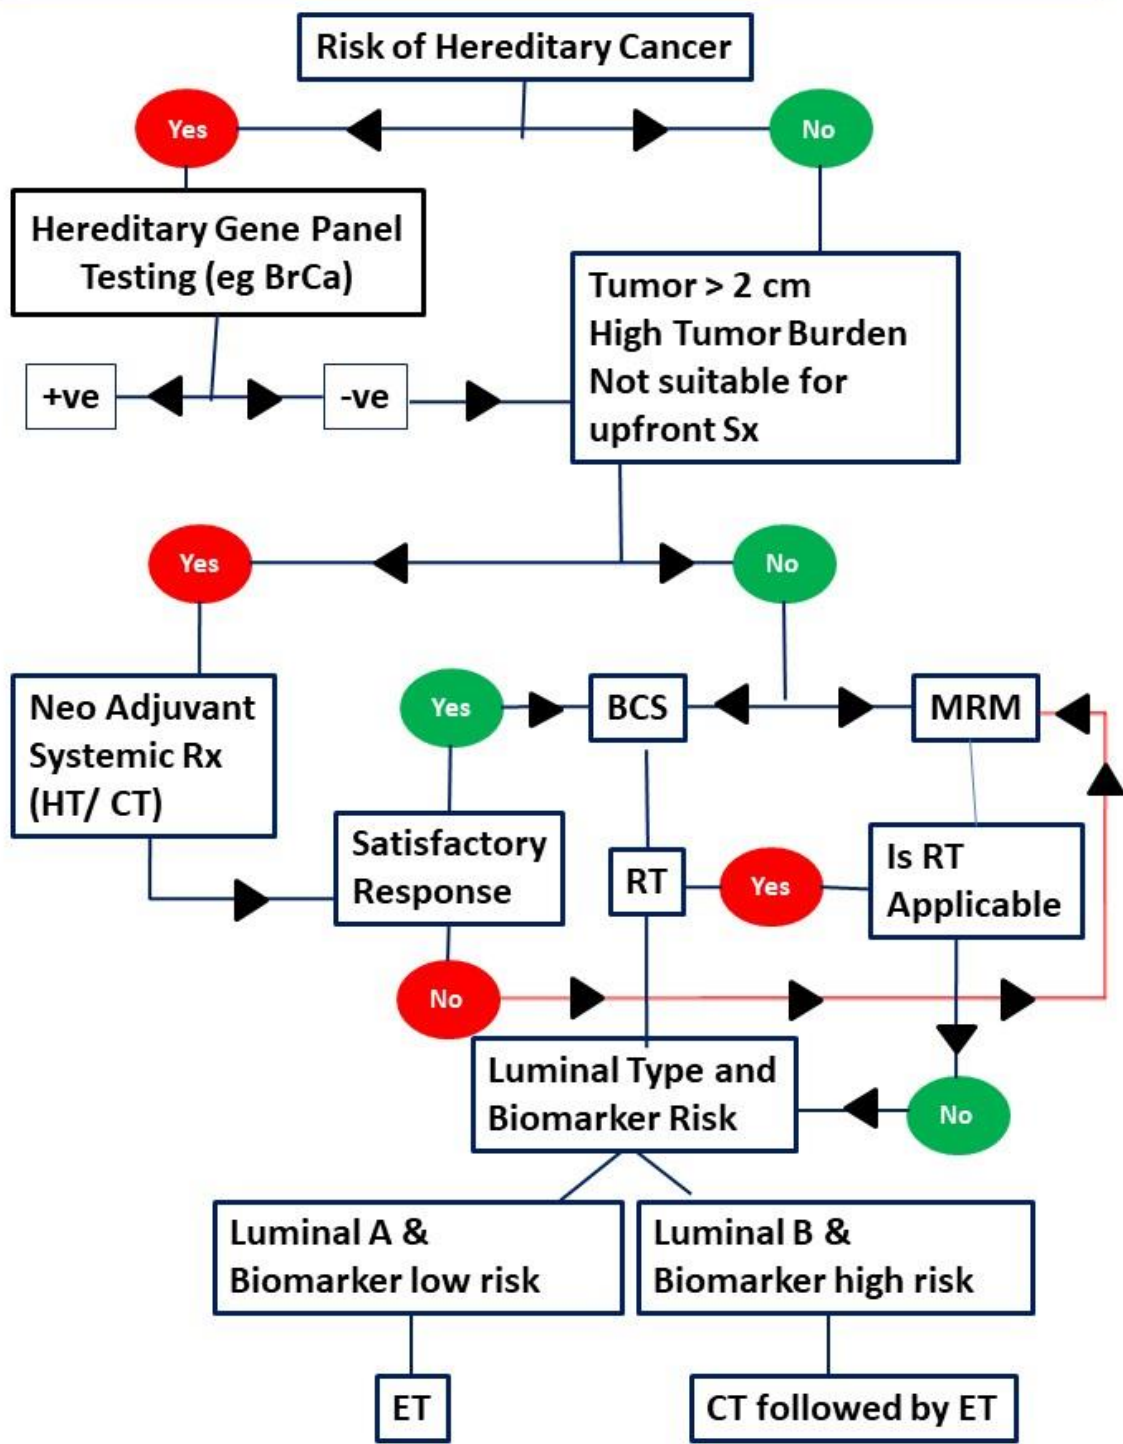 Risk of Hereditary Cancer
Yes
No
Hereditary Gene Panel
Testing (eg BrCa)
Tumor > 2 cm
High Tumor Burden
Not suitable for
upfront Sx
+ve
-ve
Yes
No
Neo Adjuvant
Systemic Rx
(HT/ CT)
Yes
BCS
MRM
Satisfactory
Response
RT
Yes
Is RT
Applicable
No
Luminal Type and
Biomarker Risk
No
Luminal A &
Biomarker low risk
Luminal B &
Biomarker high risk
ET
CT followed by ET